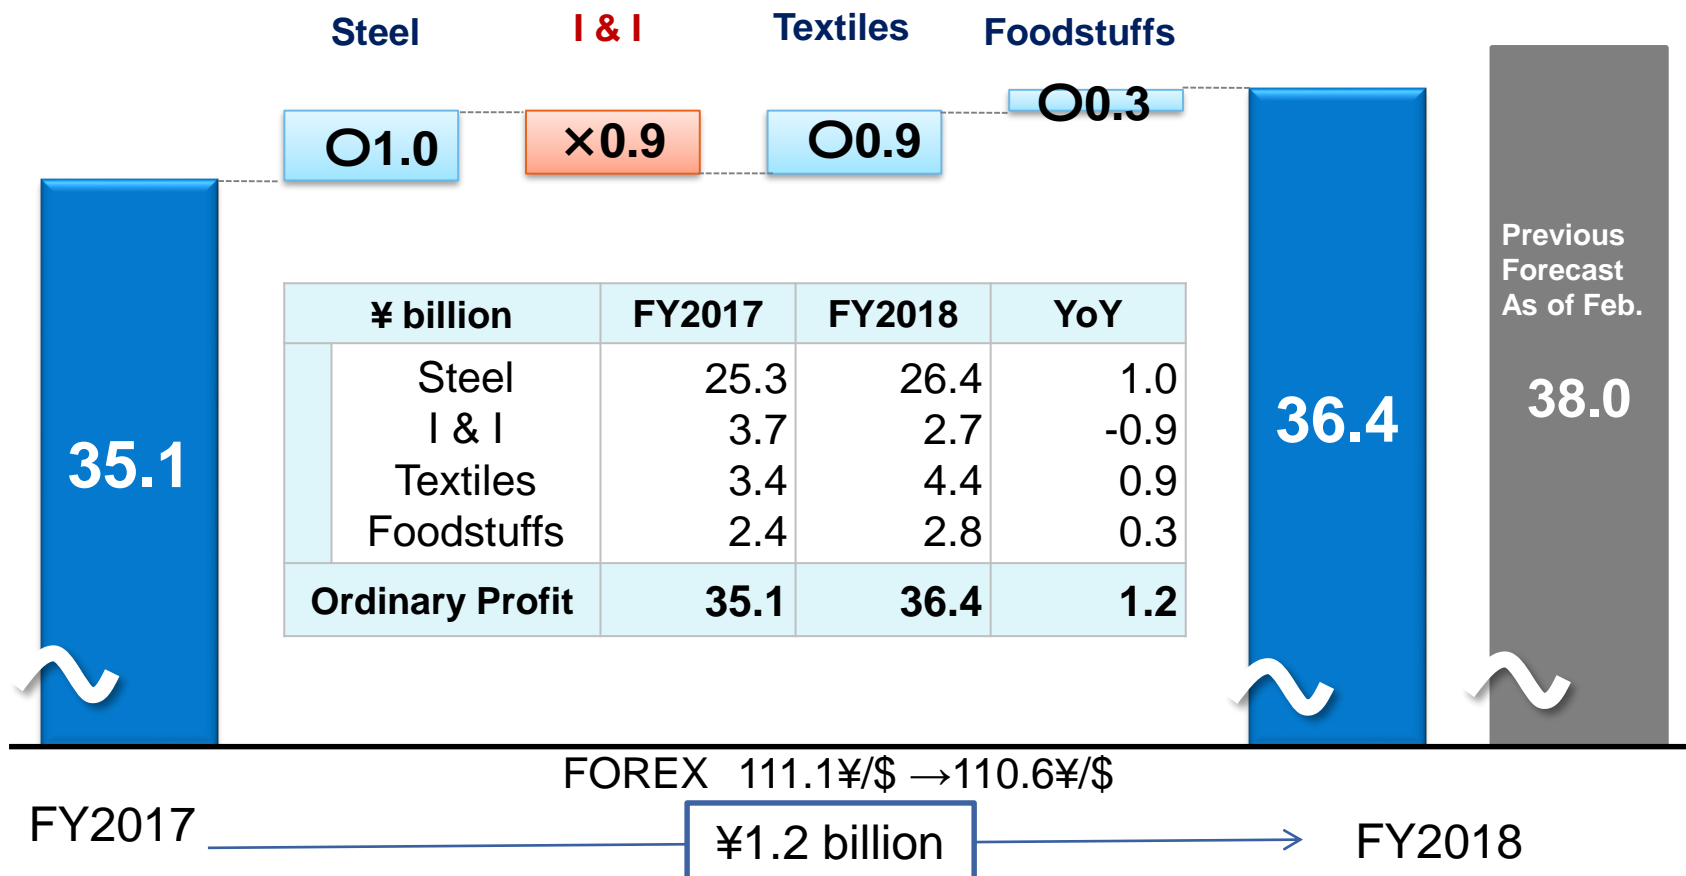 Steel I & I Textiles Foodstuffs
○1.0 ×0.9 ○0.9 ○0.3
Previous
Forecast
As of Feb.
38.0
35.1
36.4
¥ billion FY2017 FY2018 YoY
Steel 25.3 26.4 1.0
I & I 3.7 2.7 -0.9
Textiles 3.4 4.4 0.9
Foodstuffs 2.4 2.8 0.3
Ordinary Profit 35.1 36.4 1.2
FOREX 111.1¥/$ →110.6¥/$
FY2017 ¥1.2 billion FY2018